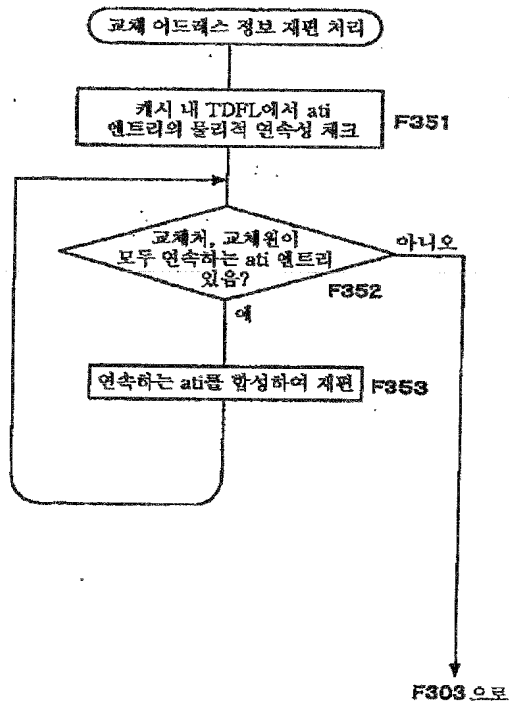 교체 어드레스 정보 재편 처리
캐시 내 TDFL에서 ati
엔트리의 물리적 연속성 체크
F351
교체처, 교체원이
모두 연속하는 ati 엔트리
있음?
아니오
F352
예
연속하는 ati를 합성하여 재편
F353
F303 으로